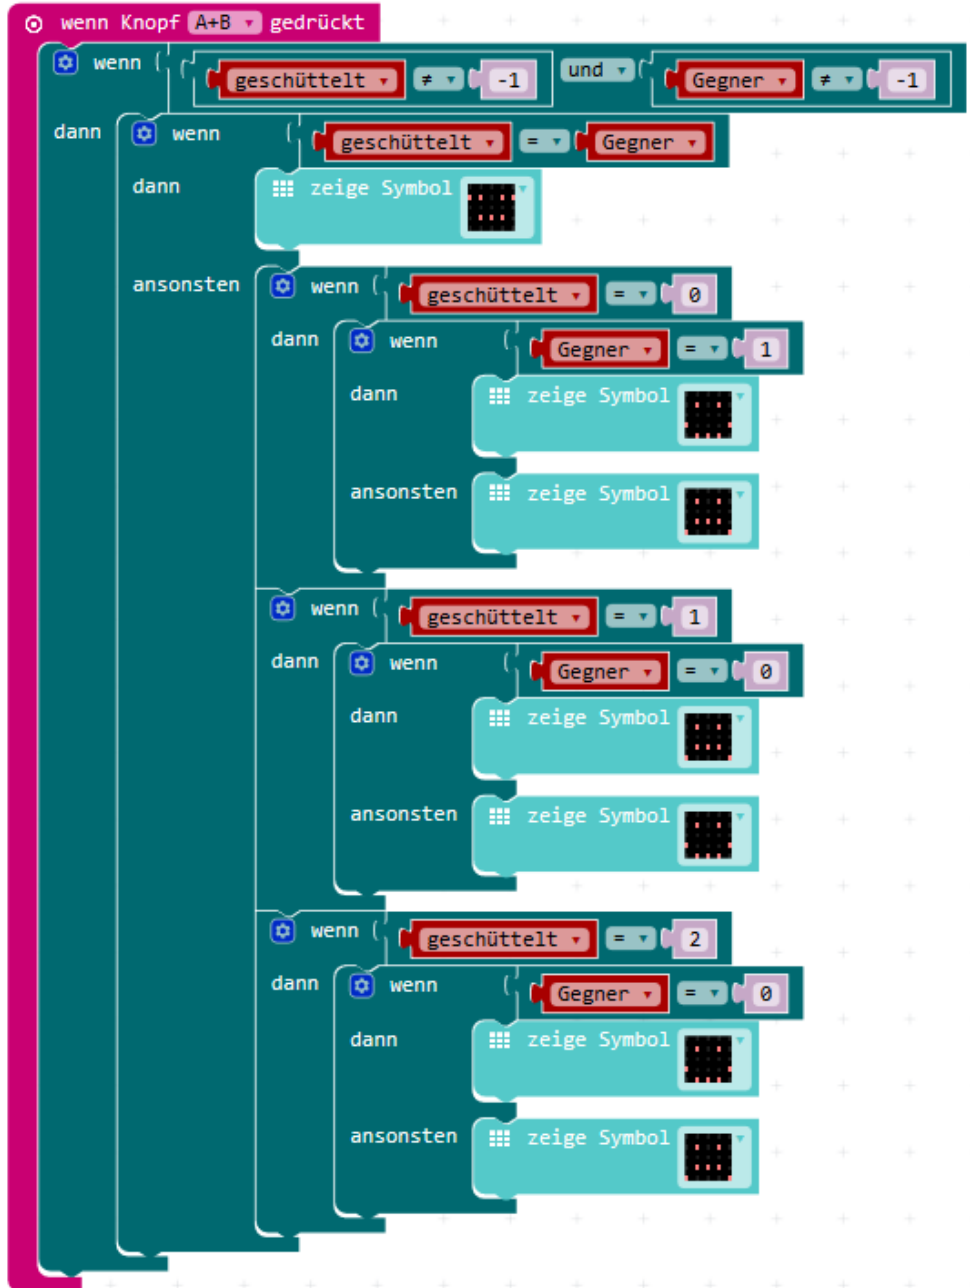 wenn Knopf A+B gedrückt
wenn geschüttelt ≠ -1 und Gegner ≠ -1
dann wenn geschüttelt = Gegner
dann zeige Symbol
ansonsten wenn geschüttelt = 0
dann wenn Gegner = 1
dann zeige Symbol
ansonsten zeige Symbol
wenn geschüttelt = 1
dann wenn Gegner = 0
dann zeige Symbol
ansonsten zeige Symbol
wenn geschüttelt = 2
dann wenn Gegner = 0
dann zeige Symbol
ansonsten zeige Symbol